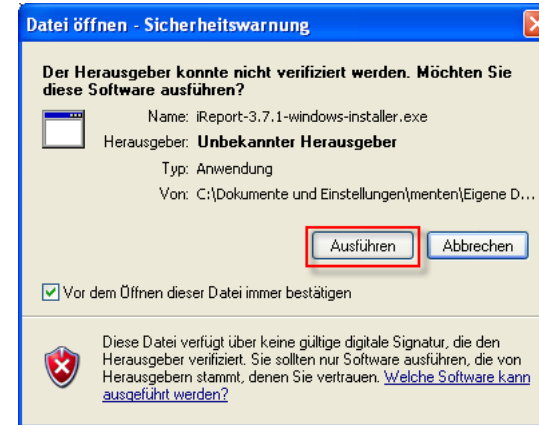 Datei öffnen - Sicherheitswarnung
Der Herausgeber konnte nicht verifiziert werden. Möchten Sie
diese Software ausführen?
Name: iReport-3.7.1-windows-installer.exe
Herausgeber: Unbekannter Herausgeber
Typ: Anwendung
Von: C:\Dokumente und Einstellungen\menten\Eigene D...
Ausführen Abbrechen
Vor dem Öffnen dieser Datei immer bestätigen
Diese Datei verfügt über keine gültige digitale Signatur, die den
Herausgeber verifiziert. Sie sollten nur Software ausführen, die von
Herausgebern stammt, denen Sie vertrauen. Welche Software kann
ausgeführt werden?